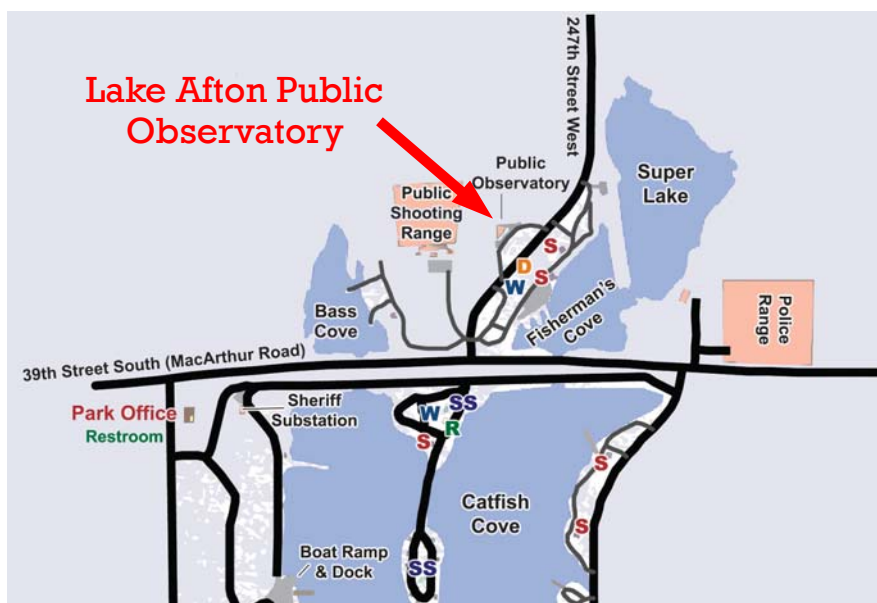 247th Street West
Lake Afton Public
Observatory
Public
Observatory
Super
Lake
Public
Shooting
Range
S
D
S
W
Bass
Cove
Fisherman's
Cove
Police
Range
39th Street South (MacArthur Road)
Park Office
Restroom
Sheriff
Substation
W
SS
R
S
S
Catfish
Cove
S
Boat Ramp
& Dock
SS